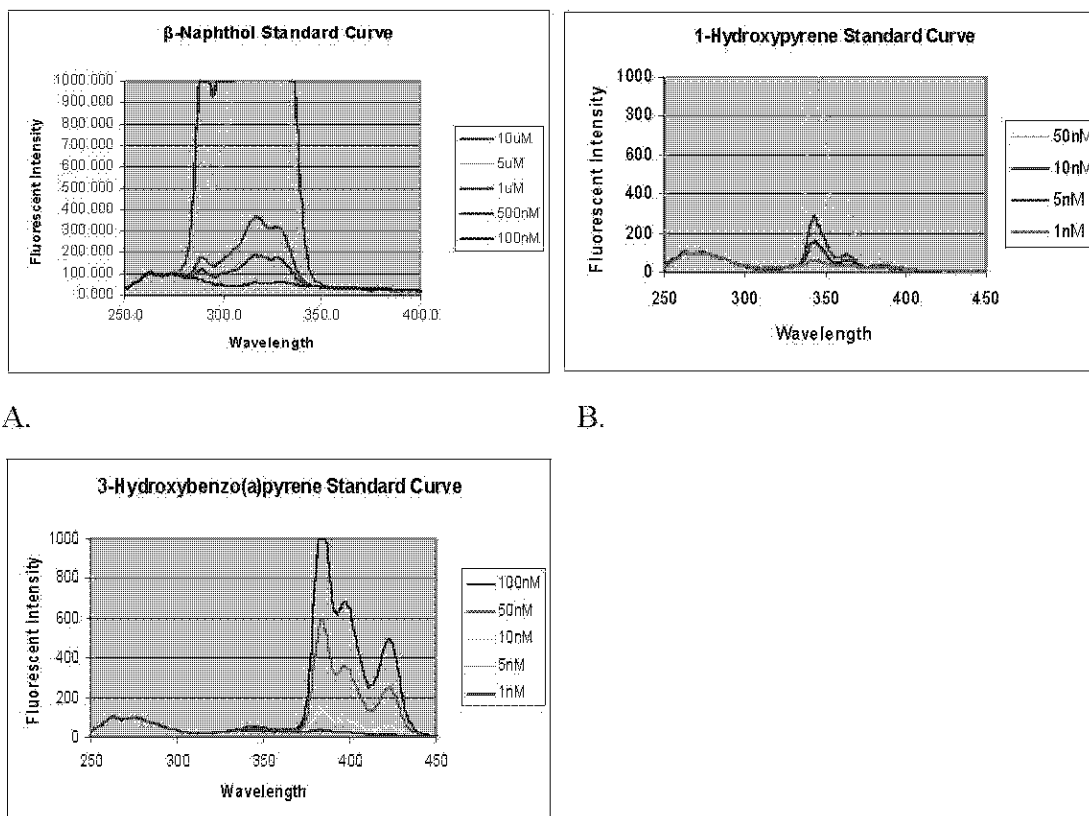 β-Naphthol Standard Curve
Fluorescent Intensity
1000.000
900.000
800.000
700.000
600.000
500.000
400.000
300.000
200.000
100.000
0.000
250.0 300.0 350.0 400.0
Wavelength
10uM
5uM
1uM
500nM
100nM
1-Hydroxypyrene Standard Curve
Fluorescent Intensity
1000
800
600
400
200
0
250 300 350 400 450
Wavelength
50nM
10nM
5nM
1nM
A.
B.
3-Hydroxybenzo(a)pyrene Standard Curve
Fluorescent Intensity
1000
800
600
400
200
0
250 300 350 400 450
Wavelength
100nM
50nM
10nM
5nM
1nM